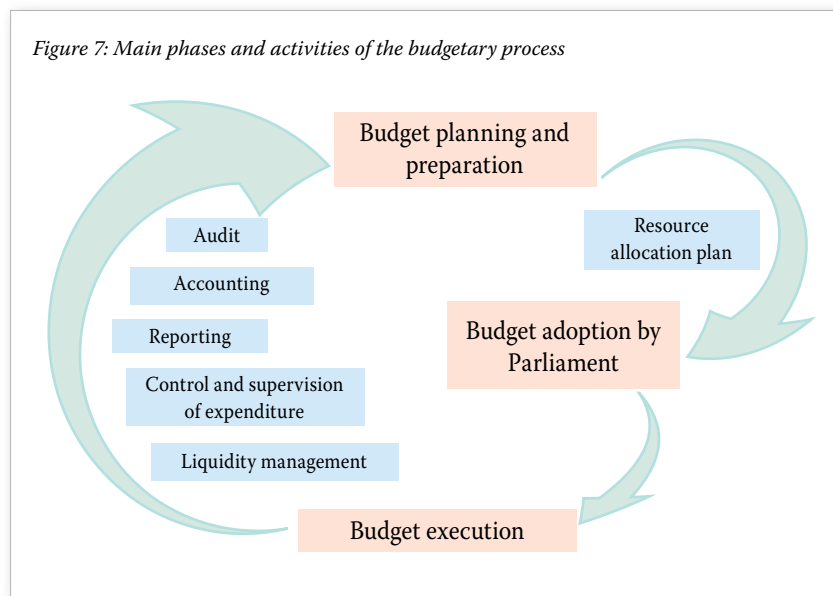 Figure 7: Main phases and activities of the budgetary process
Budget planning and
preparation
Resource
allocation plan
Budget adoption by
Parliament
Budget execution
Audit
Accounting
Reporting
Control and supervision
of expenditure
Liquidity management